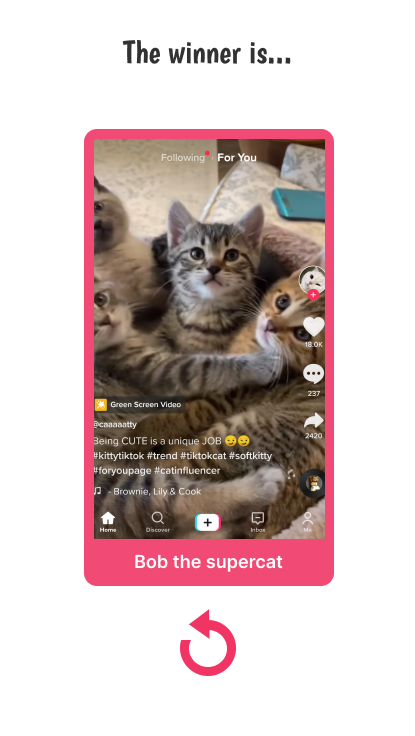 The winner is...
Following For You
18.0K
237
Green Screen Video
@caaaaatty
2420
Being CUTE is a unique JOB 😏😏
#kittytiktok #trend #tiktokcat #softkitty
#foryoupage #catinfluencer
- Brownie, Lily & Cook
Home Discover Inbox Me
Bob the supercat